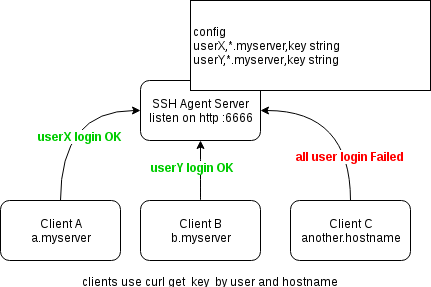 config
userX,*.myserver,key string
userY,*.myserver,key string
SSH Agent Server
listen on http :6666
userX login OK
userY login OK
all user login Failed
Client A
a.myserver
Client B
b.myserver
Client C
another.hostname
clients use curl get key by user and hostname